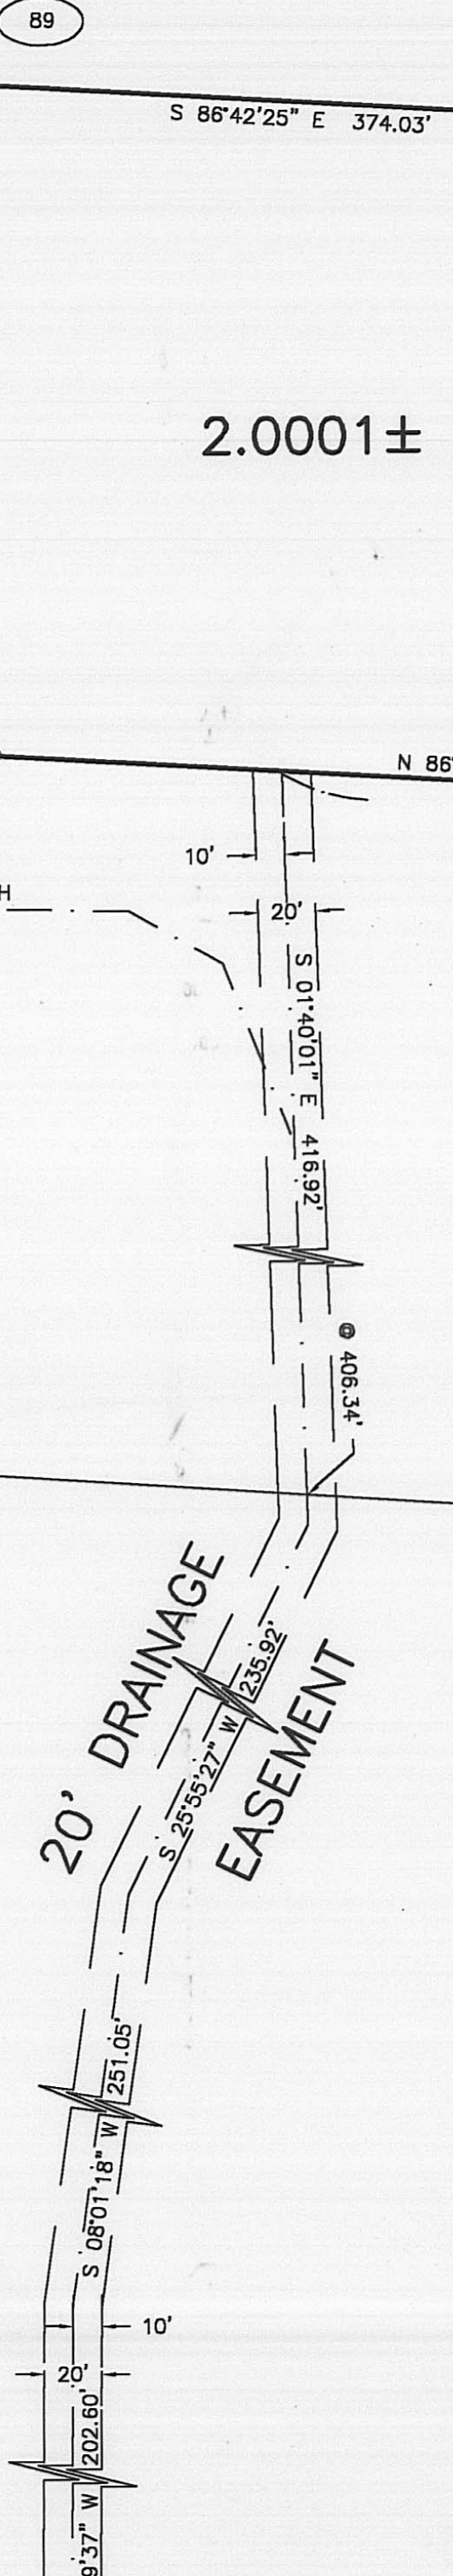 89
S 86°42'25" E 374.03'
2.0001±
N 86°
10'
H
20'
S 01°40'01" E 416.92'
@ 406.34'
20' DRAINAGE
EASEMENT
S 25°55'27" W 235.92'
S 08°01'18" W 251.05'
10'
20'
9'37" W 202.60'